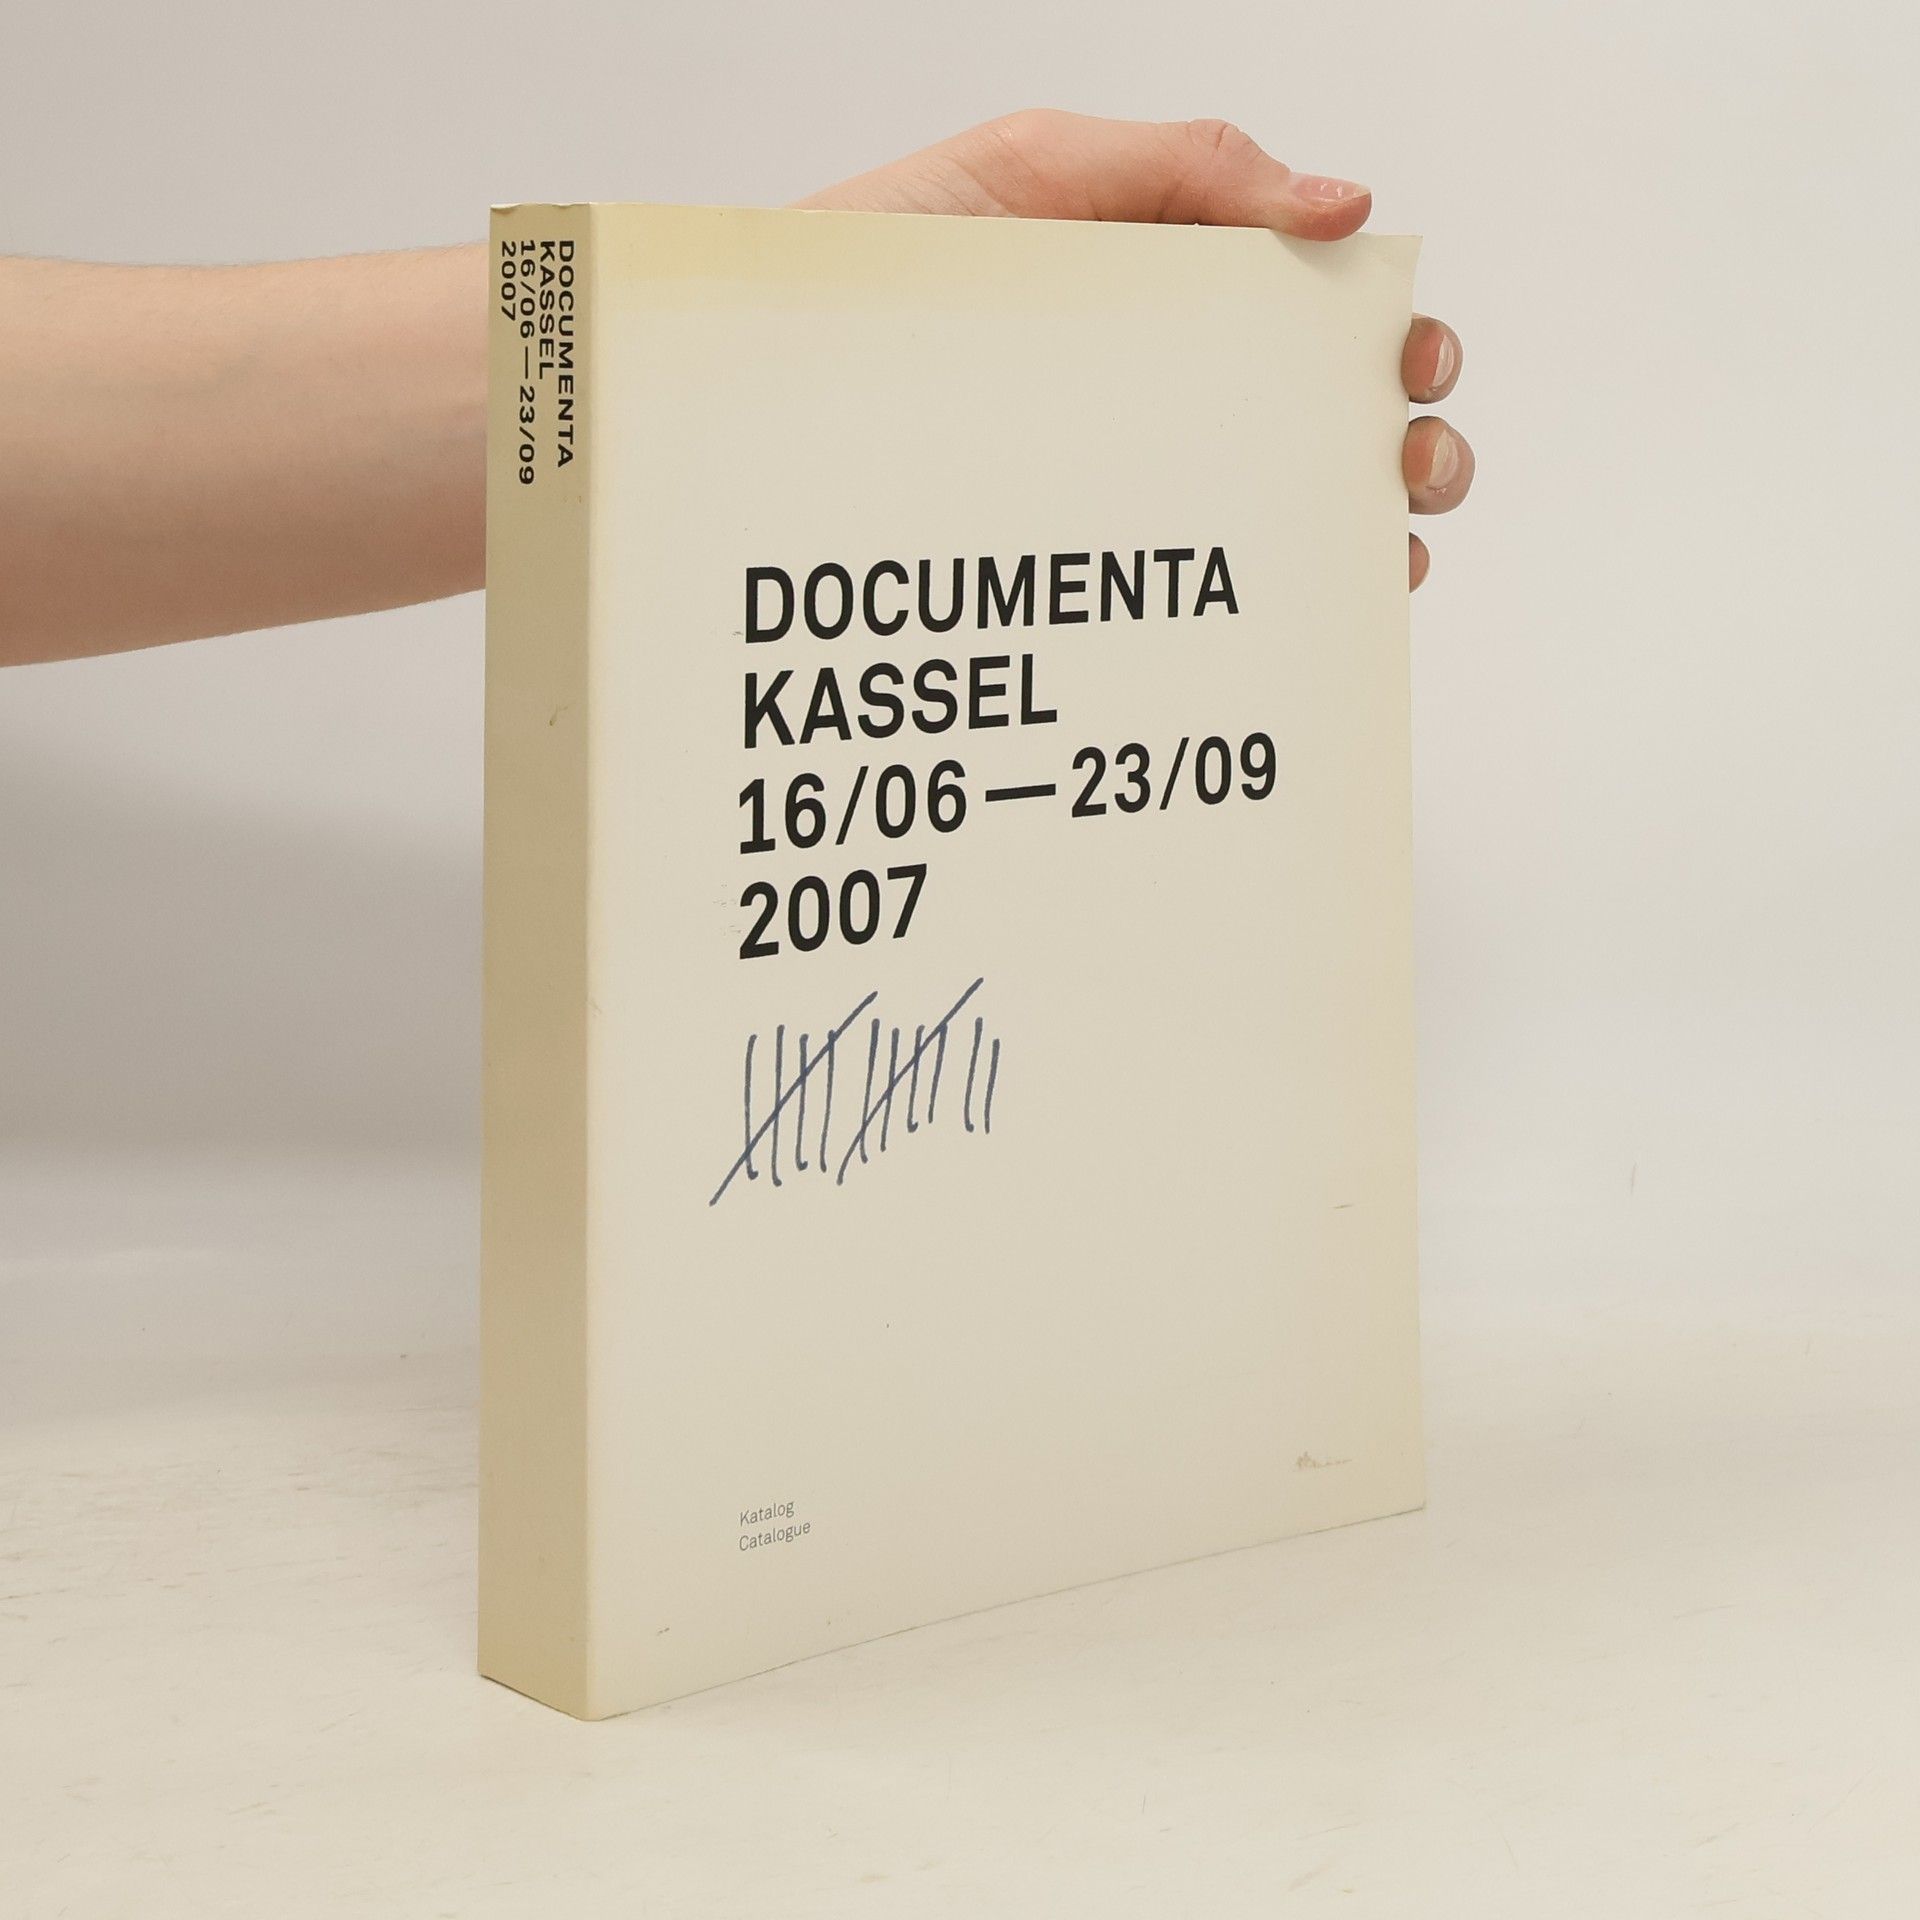 DOCUMENTA
KASSEL
16/06—23/09
2007
DOCUMENTA
KASSEL
16/06—23/09
2007
Katalog
Catalogue